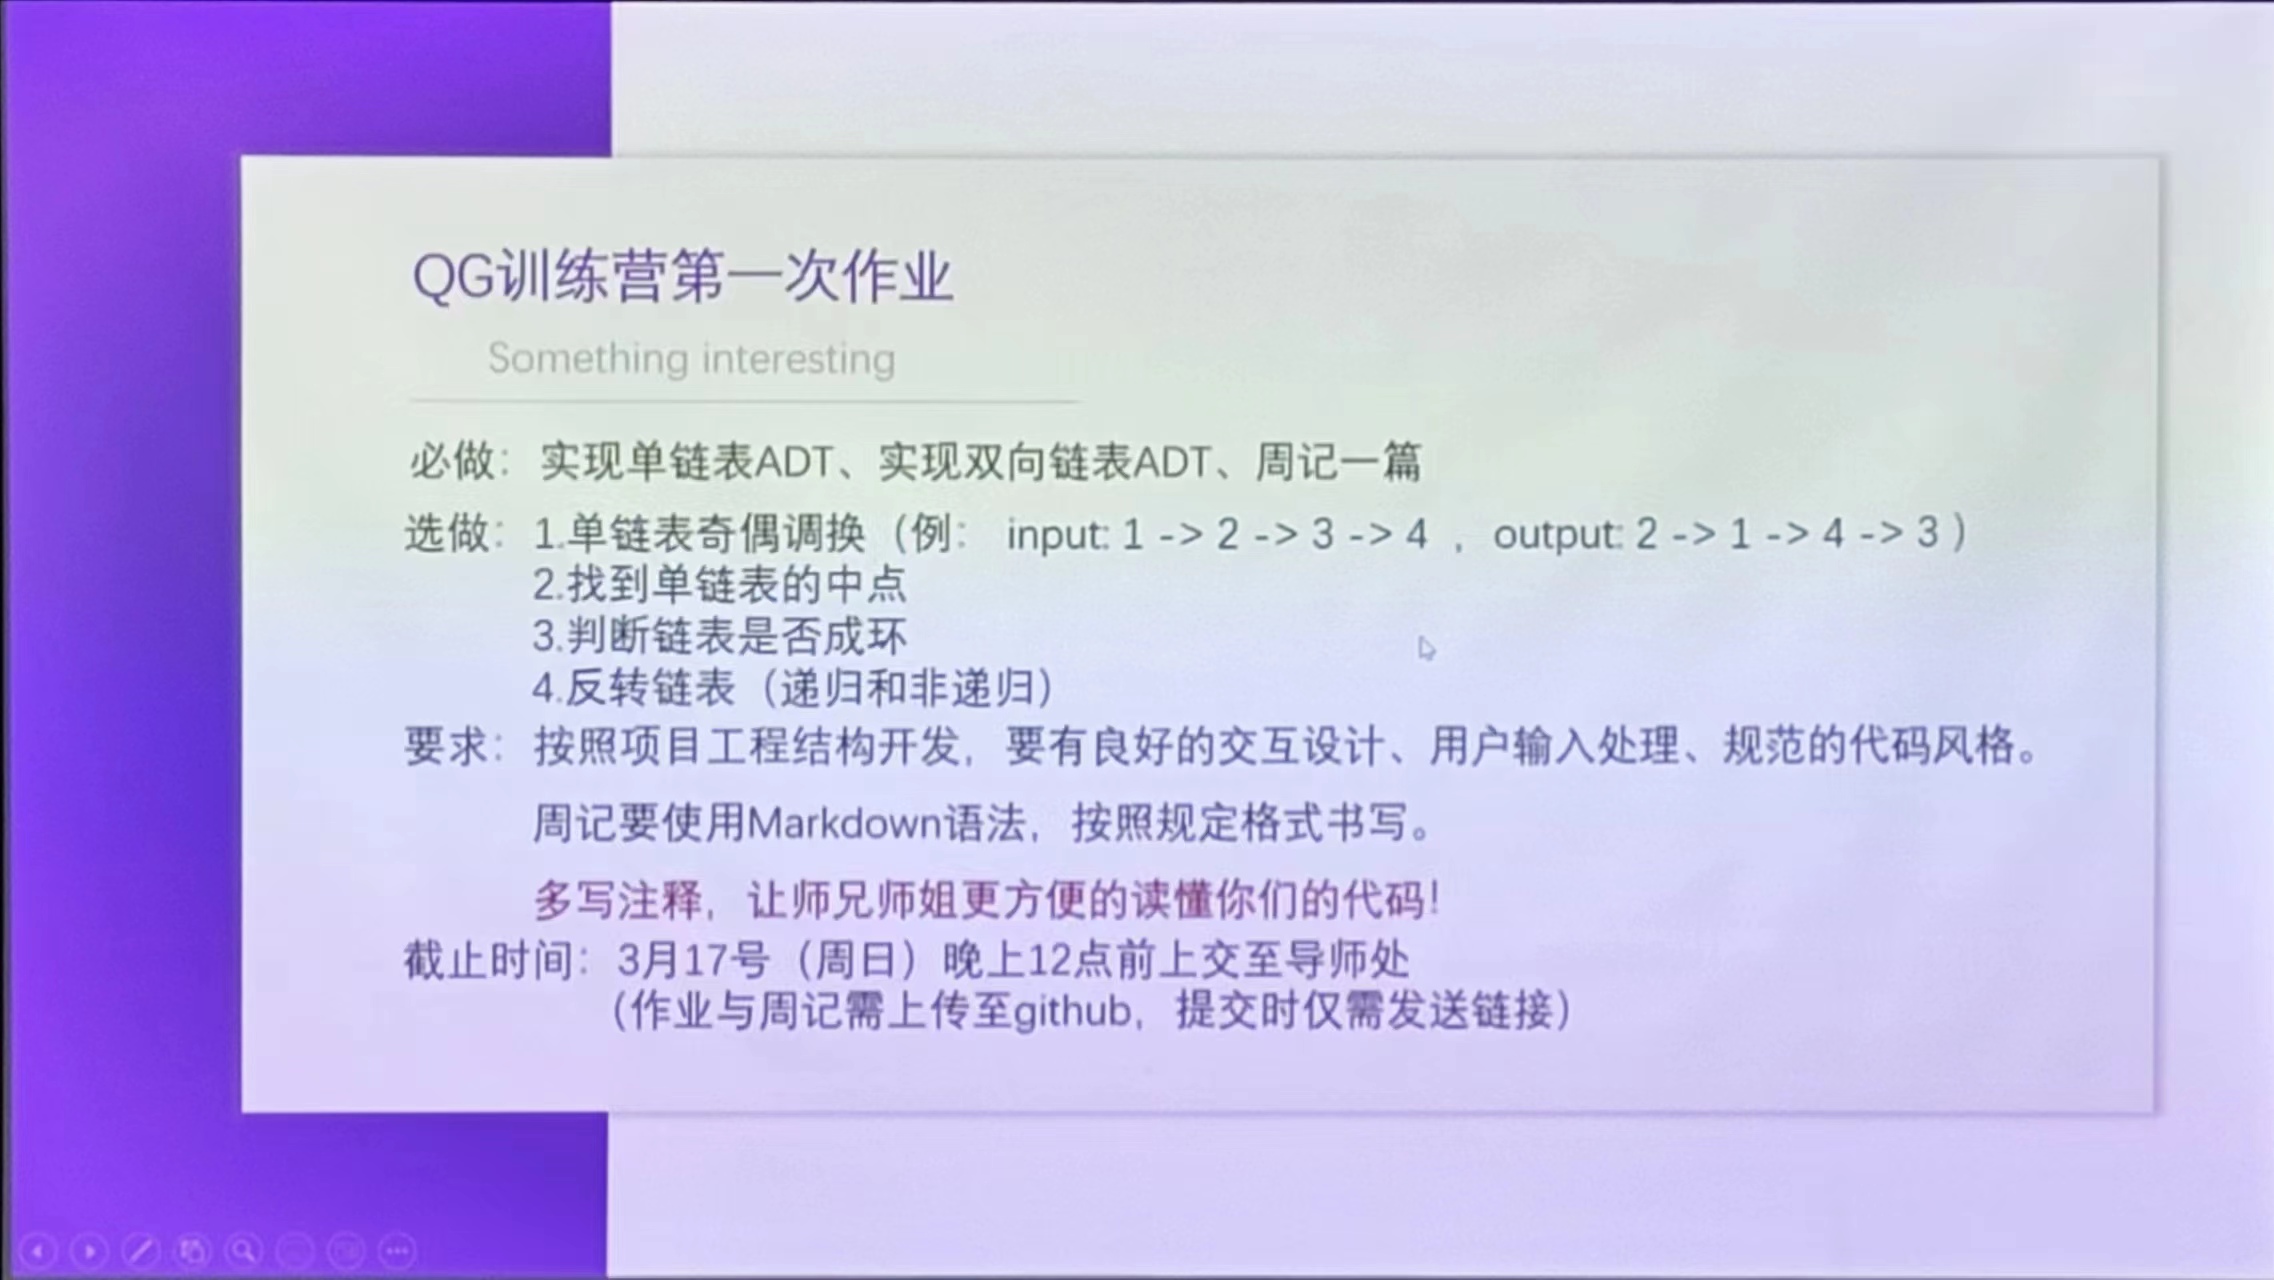 QG训练营第一次作业
Something interesting
必做：实现单链表ADT、实现双向链表ADT、周记一篇
选做：1.单链表奇偶调换（例： input: 1 -> 2 -> 3 -> 4 ，output: 2 -> 1 -> 4 -> 3 ）
2.找到单链表的中点
3.判断链表是否成环
4.反转链表（递归和非递归）
要求：按照项目工程结构开发，要有良好的交互设计、用户输入处理、规范的代码风格。
周记要使用Markdown语法，按照规定格式书写。
多写注释，让师兄师姐更方便的读懂你们的代码！
截止时间：3月17号（周日）晚上12点前上交至导师处
（作业与周记需上传至github，提交时仅需发送链接）